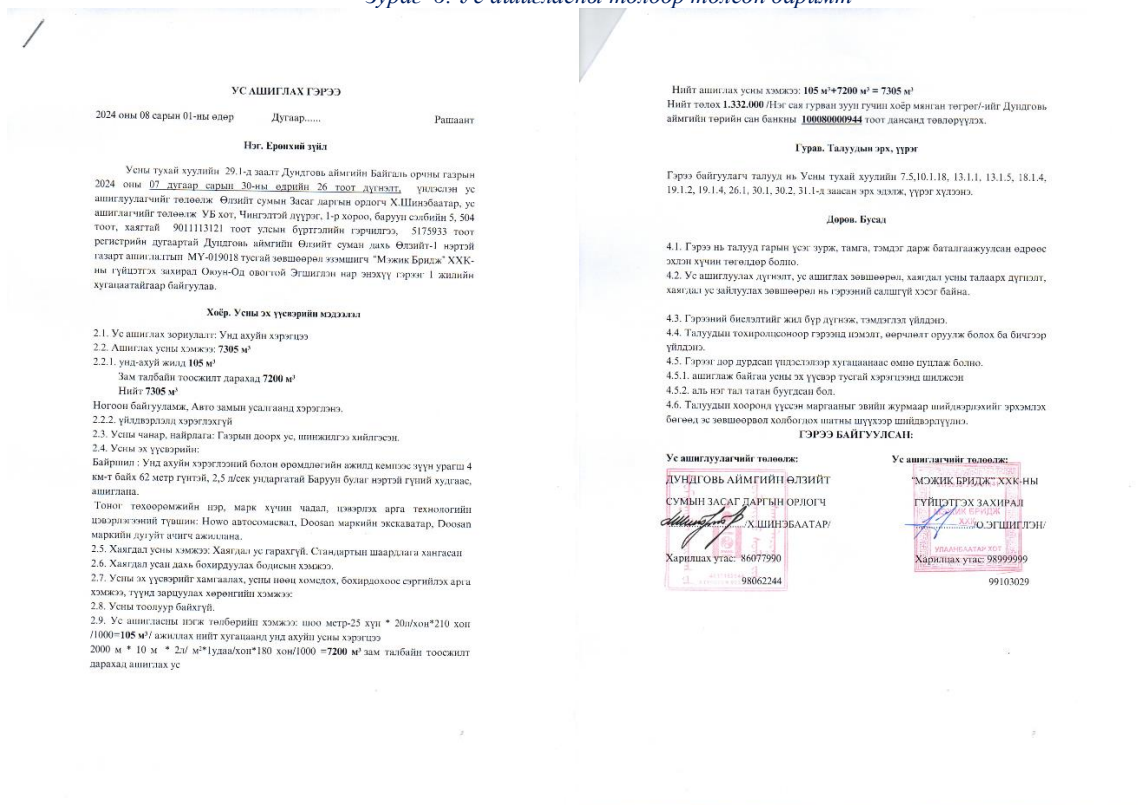 Зураг 6. Ус ашигласны төлбөр төлсөн баримт
УС АШИГЛАХ ГЭРЭЭ
2024 оны 08 сарын 01-ны өдөр Дугаар...... Рашаант
Нэг. Ерөнхий зүйл
Усны тухай хуулийн 29.1-д заалт Дундговь аймгийн Байгаль орчны газрын
2024 оны 07 дугаар сарын 30-ны өдрийн 26 тоот дүгнэлт, үндэслэн ус
ашиглуулагчийг төлөөлж Өлзийт сумын Засаг даргын орлогч Х.Шинэбаатар, ус
ашиглагчийг төлөөлж УБ хот, Чингэлтэй дүүрэг, 1-р хороо, баруун сэлбийн 5, 504
тоот, хаягтай 9011113121 тоот улсын бүртгэлийн гэрчилгээ, 5175933 тоот
регистрийн дугаартай Дундговь аймгийн Өлзийт суман дахь Өлзийт-1 нэртэй
газарт ашиглалтын MY-019018 тусгай зөвшөөрөл эзэмшигч "Мэжик Бридж" ХХК-
ны гүйцэтгэх захирал Оюун-Од овогтой Эгшиглэн нар энэхүү гэрээг 1 жилийн
хугацаатайгаар байгуулав.
Хоёр. Усны эх үүсвэрийн мэдээлэл
2.1. Ус ашиглах зориулалт: Унд ахуйн хэрэгцээ
2.2. Ашиглах усны хэмжээ: 7305 м³
2.2.1. унд-ахуй жилд 105 м³
Зам талбайн тоосжилт дарахад 7200 м³
Нийт 7305 м³
Ногоон байгууламж, Авто замын усалгаанд хэрэглэнэ.
2.2.2. үйлдвэрлэлд хэрэглэхгүй
2.3. Усны чанар, найрлага: Газрын доорх ус, шинжилгээ хийлгэсэн.
2.4. Усны эх үүсвэрийн:
Байршил : Унд ахуйн хэрэглээний болон өрөмдлөгийн ажилд кемпээс зүүн урагш 4
км-т байх 62 метр гүнтэй, 2,5 л/сек ундаргатай Баруун булаг нэртэй гүний худгаас,
ашиглана.
Тоног төхөөрөмжийн нэр, марк хүчин чадал, цэвэрлэх арга технологийн
цэвэрлэгээний түвшин: Howo автосамосвал, Doosan маркийн экскаватар, Doosan
маркийн дугуйт ачигч ажиллана.
2.5. Хаягдал усны хэмжээ: Хаягдал ус гарахгүй. Стандартын шаардлага хангасан
2.6. Хаягдал усан дахь бохирдуулах бодисын хэмжээ.
2.7. Усны эх үүсвэрийг хамгаалах, усны нөөц хомсдох, бохирдохоос сэргийлэх арга
хэмжээ, түүнд зарцуулах хөрөнгийн хэмжээ:
2.8. Усны тоолуур байхгүй.
2.9. Ус ашигласны нэгж төлбөрийн хэмжээ: шоо метр-25 хүн * 20л/хон*210 хон
/1000=105 м³/ ажиллах нийт хугацаанд унд ахуйн усны хэрэгцээ
2000 м * 10 м * 2л/ м²*1удаа/хон*180 хон/1000 =7200 м³ зам талбайн тоосжилт
дарахад ашиглах ус
Нийт ашиглах усны хэмжээ: 105 м³+7200 м³ = 7305 м³
Нийт төлөх 1.332.000 /Нэг сая гурван зуун гучин хоёр мянган төгрөг/-ийг Дундговь
аймгийн төрийн сан банкны 100080000944 тоот дансанд төвлөрүүлэх.
Гурав. Талуудын эрх, үүрэг
Гэрээ байгуулагч талууд нь Усны тухай хуулийн 7.5,10.1.18, 13.1.1, 13.1.5, 18.1.4,
19.1.2, 19.1.4, 26.1, 30.1, 30.2, 31.1-д заасан эрх эдэлж, үүрэг хүлээнэ.
Дөрөв. Бусад
4.1. Гэрээ нь талууд гарын үсэг зурж, тамга, тэмдэг дарж баталгаажуулсан өдрөөс
эхлэн хүчин төгөлдөр болно.
4.2. Ус ашиглуулах дүгнэлт, ус ашиглах зөвшөөрөл, хаягдал усны талаарх дүгнэлт,
хаягдал ус зайлуулах зөвшөөрөл нь гэрээний салшгүй хэсэг байна.
4.3. Гэрээний биелэлтийг жил бүр дүгнэж, тэмдэглэл үйлдэнэ.
4.4. Талуудын тохиролцсоноор гэрээнд нэмэлт, өөрчлөлт оруулж болох ба бичгээр
үйлдэнэ.
4.5. Гэрээг дор дурдсан үндэслэлээр хугацаанаас өмнө цуцлаж болно.
4.5.1. ашиглаж байгаа усны эх үүсвэр тусгай хэрэгцээнд шилжсэн
4.5.2. аль нэг тал татан буугдсан бол.
4.6. Талуудын хооронд үүссэн маргааныг эвийн журмаар шийдвэрлэхийг эрхэмлэх
бөгөөд эс зөвшөөрвөл холбогдох шатны шүүхээр шийдвэрлүүлнэ.
ГЭРЭЭ БАЙГУУЛСАН:
Ус ашиглуулагчийг төлөөлж: Ус ашиглагчийг төлөөлж:
ДУНДГОВЬ АЙМГИЙН ӨЛЗИЙТ "МЭЖИК БРИДЖ" ХХК-НЫ
СУМЫН ЗАСАГ ДАРГЫН ОРЛОГЧ ГҮЙЦЭТГЭХ ЗАХИРАЛ
/Х.ШИНЭБААТАР/ /О.ЭГШИГЛЭН/
МЭЖИК БРИДЖ
ХХК
УЛААНБААТАР ХОТ
Харилцах утас: 86077990 Харилцах утас: 98999999
98062244 99103029